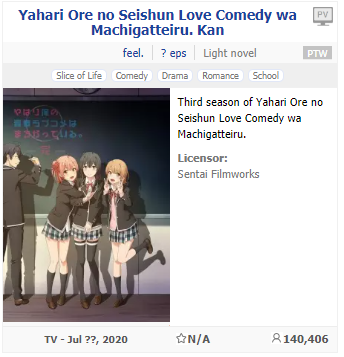 Yahari Ore no Seishun Love Comedy wa
Machigatteiru. Kan
PV
feel.
? eps
Light novel
PTW
Slice of Life
Comedy
Drama
Romance
School
やはり俺の
青春ラブコメは
まちがっている。
Third season of Yahari Ore no
Seishun Love Comedy wa
Machigatteiru.
Licensor:
Sentai Filmworks
TV - Jul ??, 2020
N/A
140,406